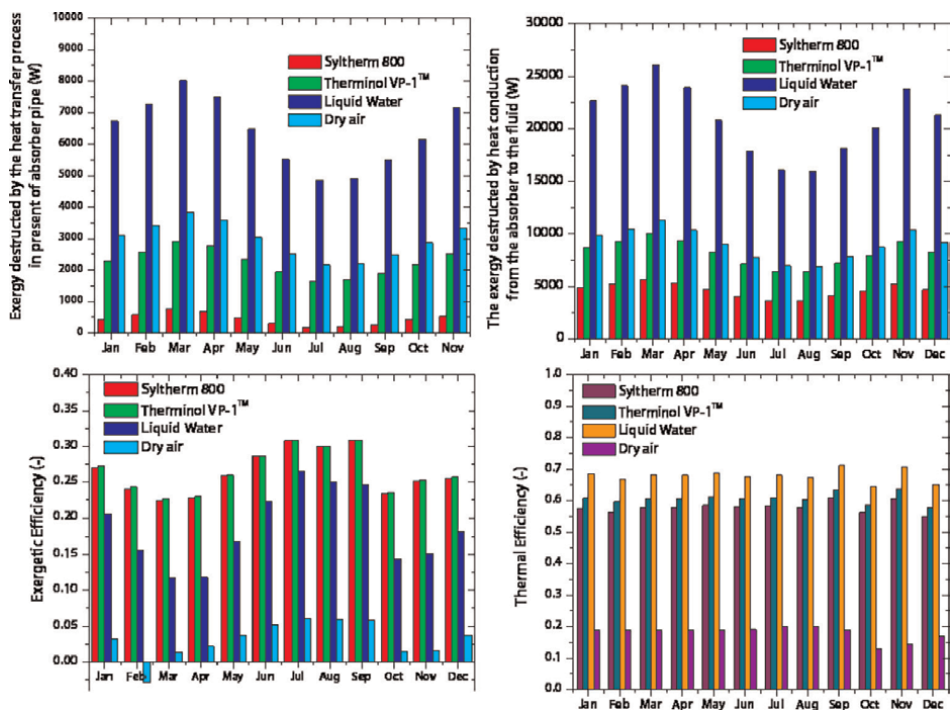 Exergy destructed by the heat transfer process
in present of absorber pipe (W)
10000
9000
8000
7000
6000
5000
4000
3000
2000
1000
0
Syltherm 800
Therminol VP-1™
Liquid Water
Dry air
Jan Feb Mar Apr May Jun Jul Aug Sep Oct Nov
The exergy destructed by heat conduction
from the absorber to the fluid (W)
30000
25000
20000
15000
10000
5000
0
Syltherm 800
Therminol VP-1™
Liquid Water
Dry air
Jan Feb Mar Apr May Jun Jul Aug Sep Oct Nov Dec
Exergetic Efficiency (-)
0.40
0.35
0.30
0.25
0.20
0.15
0.10
0.05
0.00
Syltherm 800
Therminol VP-1™
Liquid Water
Dry air
Jan Feb Mar Apr May Jun Jul Aug Sep Oct Nov Dec
Thermal Efficiency (-)
1.0
0.9
0.8
0.7
0.6
0.5
0.4
0.3
0.2
0.1
0.0
Syltherm 800
Therminol VP-1™
Liquid Water
Dry air
Jan Feb Mar Apr May Jun Jul Aug Sep Oct Nov Dec